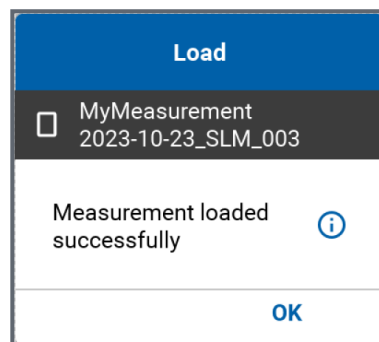 Load
MyMeasurement
2023-10-23_SLM_003
Measurement loaded
successfully
OK